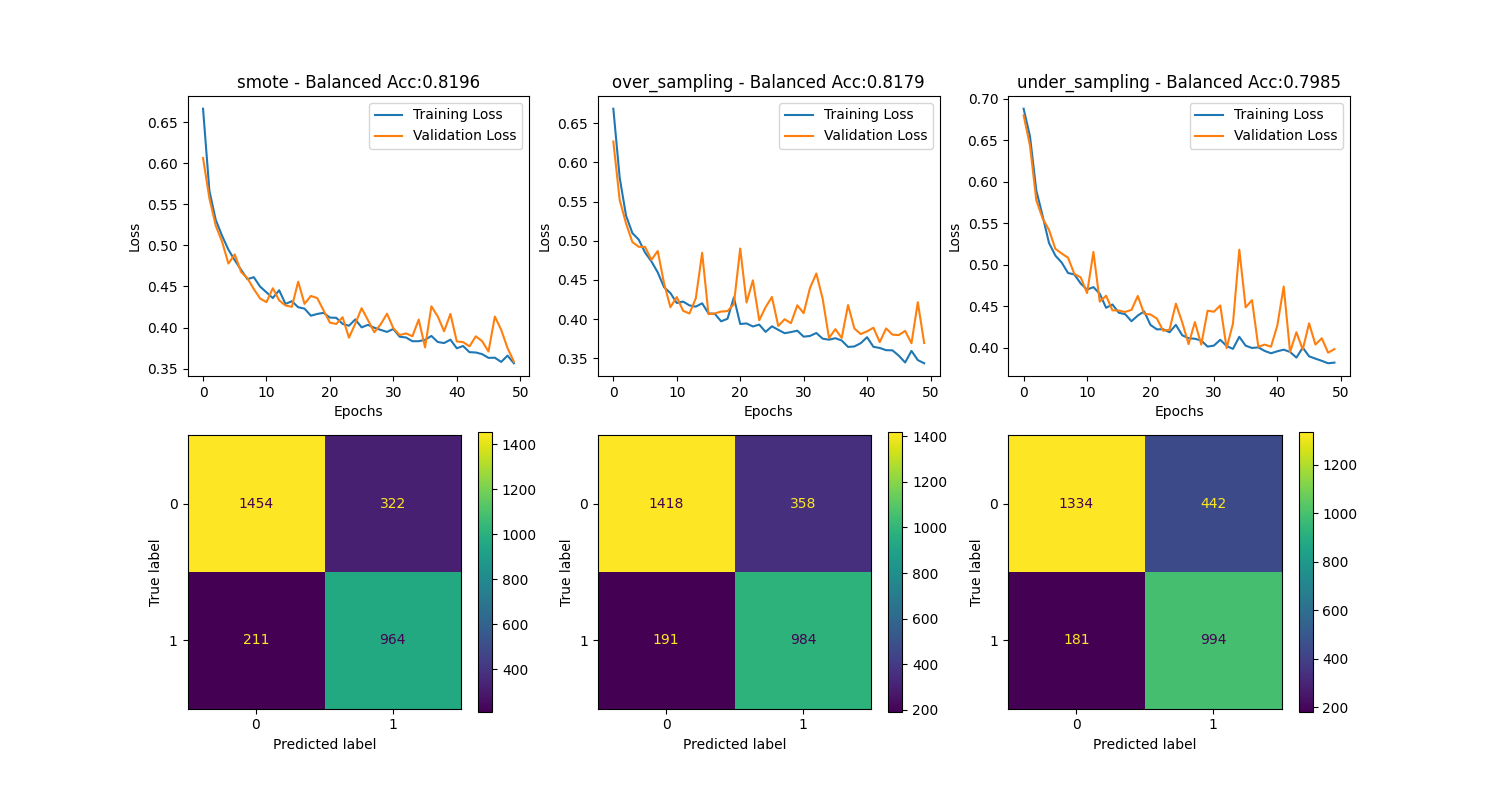 smote - Balanced Acc:0.8196
Training Loss
Validation Loss
0.65
0.60
0.55
0.50
0.45
0.40
0.35
Loss
0 10 20 30 40 50
Epochs
over_sampling - Balanced Acc:0.8179
Training Loss
Validation Loss
0.65
0.60
0.55
0.50
0.45
0.40
0.35
Loss
0 10 20 30 40 50
Epochs
under_sampling - Balanced Acc:0.7985
Training Loss
Validation Loss
0.70
0.65
0.60
0.55
0.50
0.45
0.40
Loss
0 10 20 30 40 50
Epochs
True label
0 1454 322
1 211 964
0 1
Predicted label
1400
1200
1000
800
600
400
True label
0 1418 358
1 191 984
0 1
Predicted label
1400
1200
1000
800
600
400
200
True label
0 1334 442
1 181 994
0 1
Predicted label
1200
1000
800
600
400
200